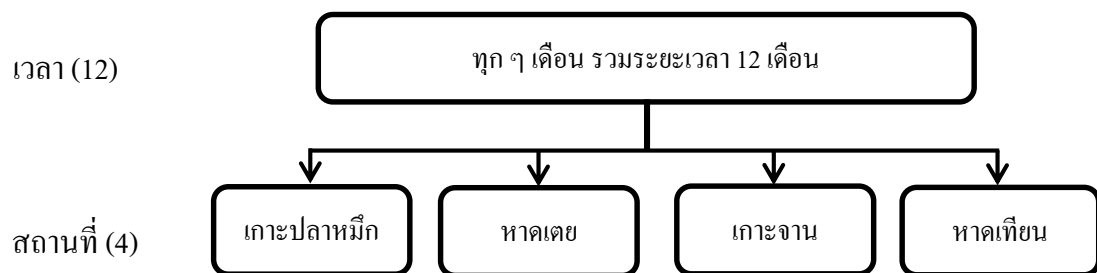 เวลา (12)
ทุก ๆ เดือน รวมระยะเวลา 12 เดือน
สถานที่ (4)
เกาะปลาหมึก
หาดเตย
เกาะจาน
หาดเทียน